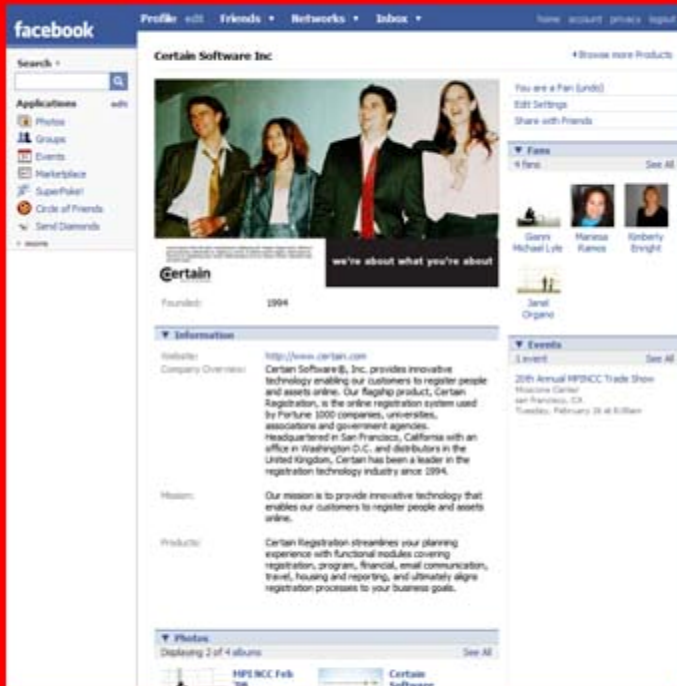 facebook
Profile edit Friends Networks Inbox
home account privacy logout
Search
Applications edit
Photos
Groups
Events
Marketplace
SuperPoke!
Circle of Friends
Send Diamonds
more
Certain Software Inc
Browse more Products
we're about what you're about
Certain
Founded: 1994
Information
Website: http://www.certain.com
Company Overview: Certain Software®, Inc. provides innovative
technology enabling our customers to register people
and assets online. Our flagship product, Certain
Registration, is the online registration system used
by Fortune 1000 companies, universities,
associations and government agencies.
Headquartered in San Francisco, California with an
office in Washington D.C. and distributors in the
United Kingdom, Certain has been a leader in the
registration technology industry since 1994.
Mission: Our mission is to provide innovative technology that
enables our customers to register people and assets
online.
Products: Certain Registration streamlines your planning
experience with functional modules covering
registration, program, financial, email communication,
travel, housing and reporting, and ultimately aligns
registration processes to your business goals.
Photos
Displaying 2 of 4 albums See All
MPI NCC Feb
Certain
Software
You are a Fan (undo)
Edit Settings
Share with Friends
Fans
4 fans See All
Gianni
Michael Lyle
Maressa
Ramos
Kimberly
Enright
Janel
Organo
Events
1 event See All
20th Annual MPINCC Trade Show
Moscone Center
San Francisco, CA
Tuesday, February